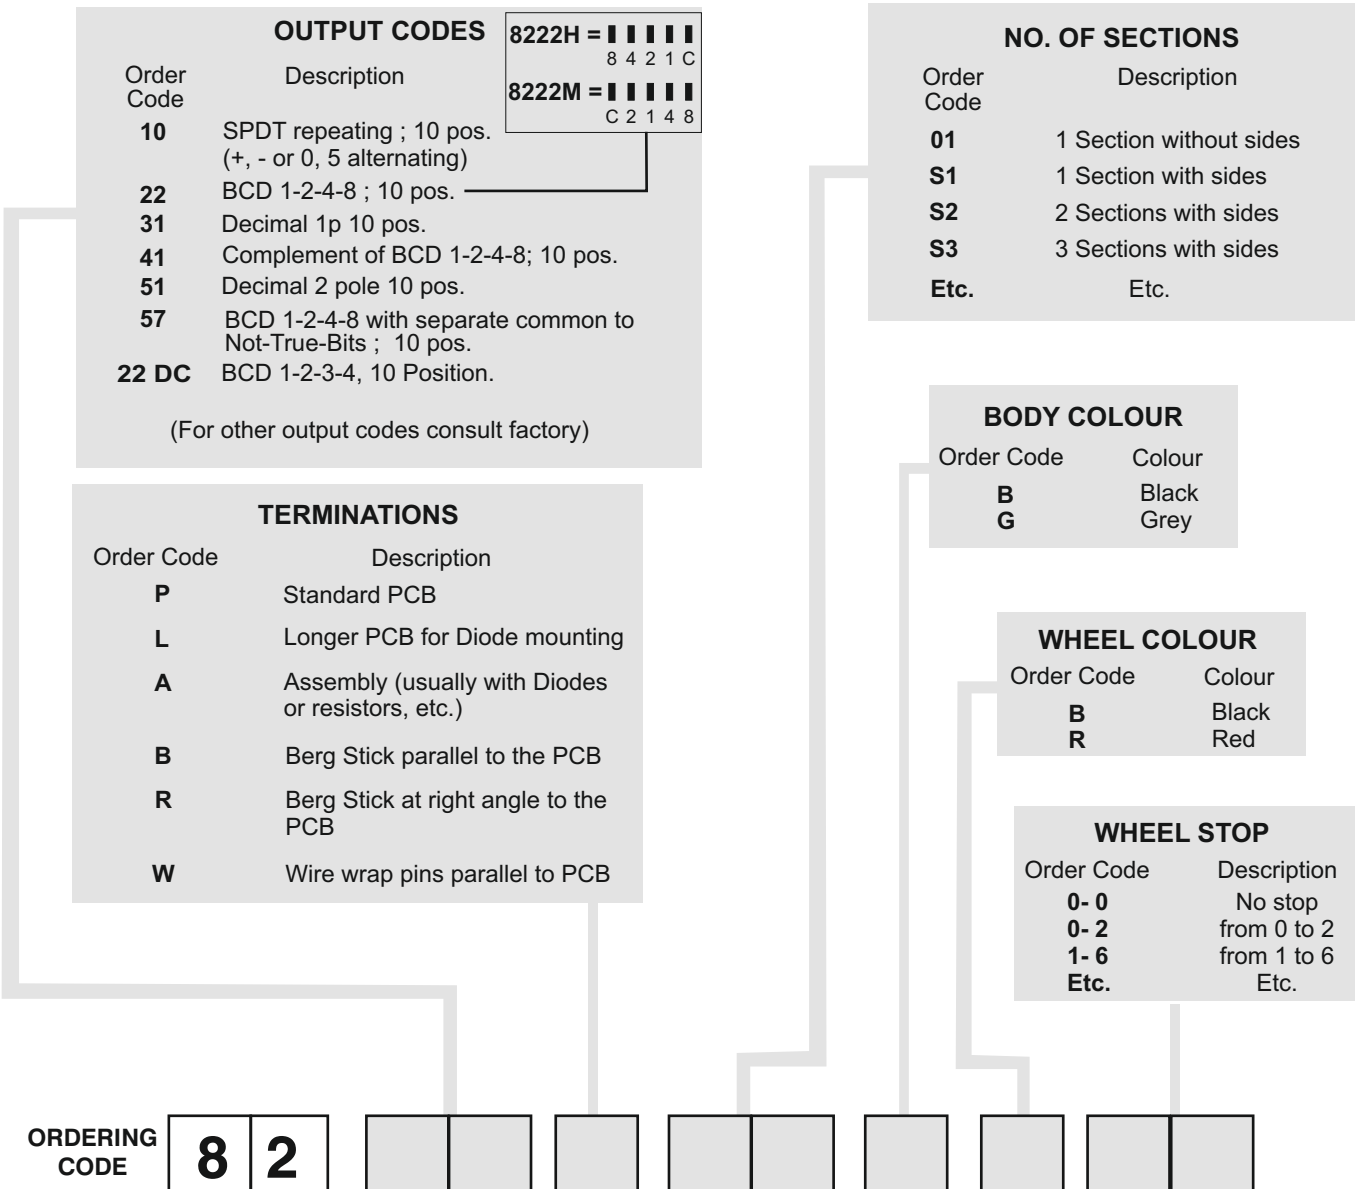 OUTPUT CODES
8222H =
8 4 2 1 C
8222M =
C 2 1 4 8
Order Code Description
10 SPDT repeating ; 10 pos.
(+, - or 0, 5 alternating)
22 BCD 1-2-4-8 ; 10 pos.
31 Decimal 1p 10 pos.
41 Complement of BCD 1-2-4-8; 10 pos.
51 Decimal 2 pole 10 pos.
57 BCD 1-2-4-8 with separate common to
Not-True-Bits ; 10 pos.
22 DC BCD 1-2-3-4, 10 Position.
(For other output codes consult factory)
TERMINATIONS
Order Code Description
P Standard PCB
L Longer PCB for Diode mounting
A Assembly (usually with Diodes
or resistors, etc.)
B Berg Stick parallel to the PCB
R Berg Stick at right angle to the
PCB
W Wire wrap pins parallel to PCB
NO. OF SECTIONS
Order Code Description
01 1 Section without sides
S1 1 Section with sides
S2 2 Sections with sides
S3 3 Sections with sides
Etc. Etc.
BODY COLOUR
Order Code Colour
B Black
G Grey
WHEEL COLOUR
Order Code Colour
B Black
R Red
WHEEL STOP
Order Code Description
0- 0 No stop
0- 2 from 0 to 2
1- 6 from 1 to 6
Etc. Etc.
ORDERING
CODE
8 2